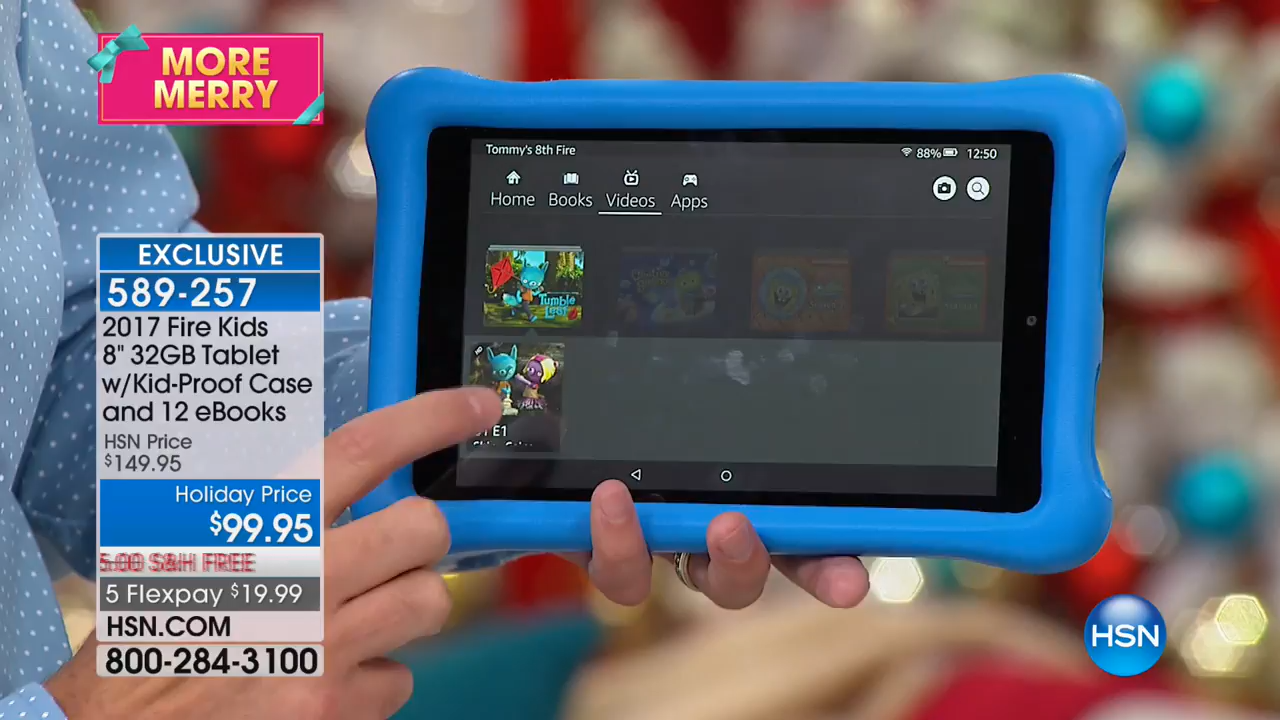 MORE
MERRY
EXCLUSIVE
589-257
2017 Fire Kids
8" 32GB Tablet
w/Kid-Proof Case
and 12 eBooks
HSN Price
$149.95
Holiday Price
$99.95
5.00 S&H FREE
5 Flexpay $19.99
HSN.COM
800-284-3100
Tommy's 8th Fire
88% 12:50
Home Books Videos Apps
Tumble
Leaf
E1
HSN